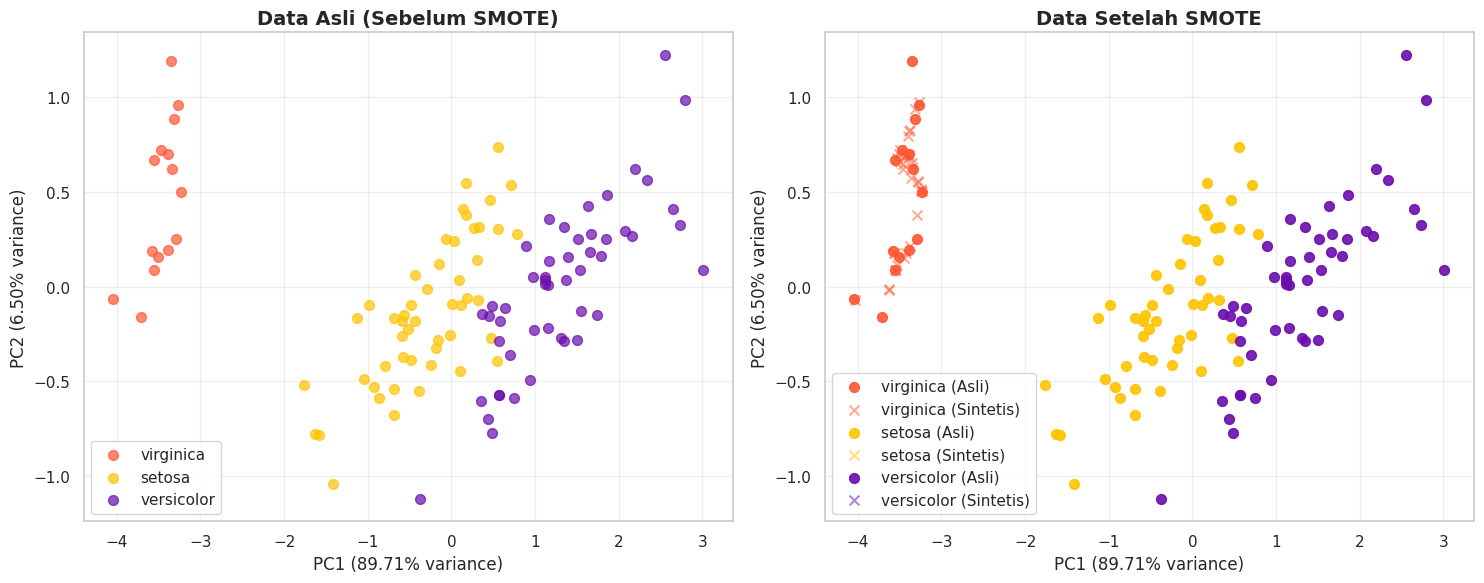 Data Asli (Sebelum SMOTE)
PC2 (6.50% variance)
1.0
0.5
0.0
−0.5
−1.0
virginica
setosa
versicolor
−4 −3 −2 −1 0 1 2 3
PC1 (89.71% variance)
Data Setelah SMOTE
PC2 (6.50% variance)
1.0
0.5
0.0
−0.5
−1.0
virginica (Asli)
virginica (Sintetis)
setosa (Asli)
setosa (Sintetis)
versicolor (Asli)
versicolor (Sintetis)
−4 −3 −2 −1 0 1 2 3
PC1 (89.71% variance)